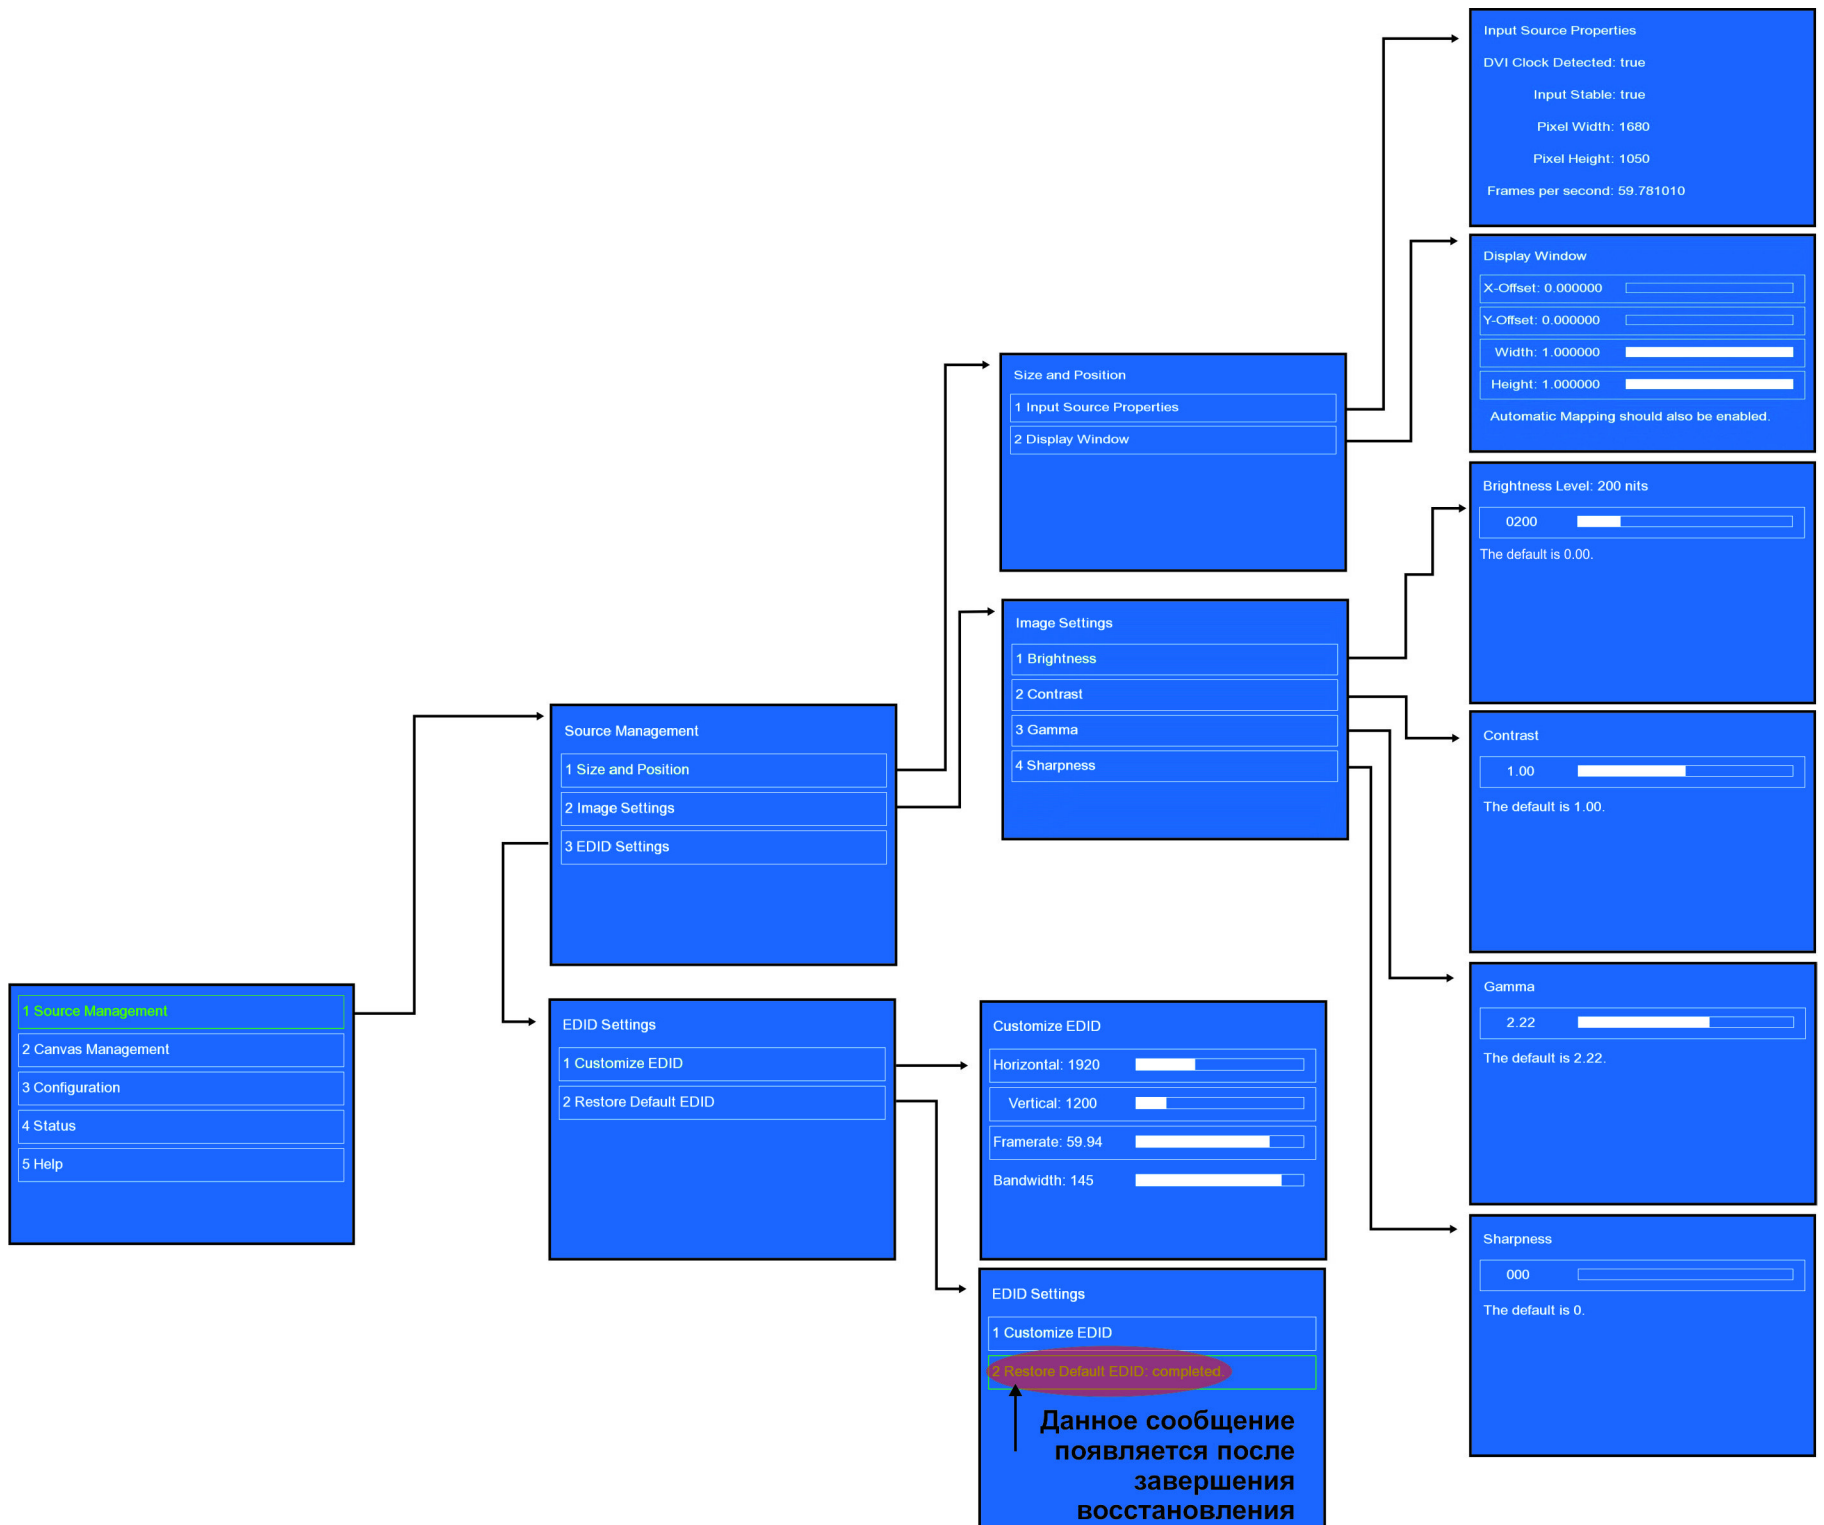 Input Source Properties
DVI Clock Detected: true
Input Stable: true
Pixel Width: 1680
Pixel Height: 1050
Frames per second: 59.781010
Display Window
X-Offset: 0.000000
Y-Offset: 0.000000
Width: 1.000000
Height: 1.000000
Automatic Mapping should also be enabled.
Size and Position
1 Input Source Properties
2 Display Window
Brightness Level: 200 nits
0200
The default is 0.00.
Image Settings
1 Brightness
2 Contrast
3 Gamma
4 Sharpness
Contrast
1.00
The default is 1.00.
Source Management
1 Size and Position
2 Image Settings
3 EDID Settings
Gamma
2.22
The default is 2.22.
1 Source Management
2 Canvas Management
3 Configuration
4 Status
5 Help
EDID Settings
1 Customize EDID
2 Restore Default EDID
Customize EDID
Horizontal: 1920
Vertical: 1200
Framerate: 59.94
Bandwidth: 145
Sharpness
000
The default is 0.
EDID Settings
1 Customize EDID
2 Restore Default EDID: completed.
Данное сообщение
появляется после
завершения
восстановления